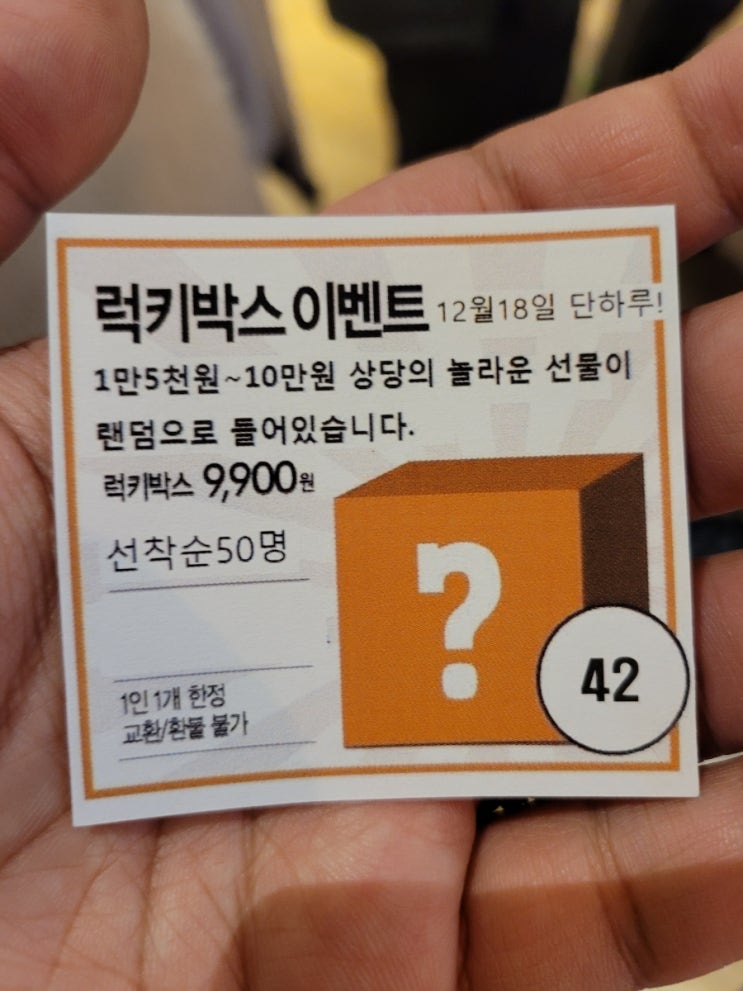 럭키박스 이벤트 12월18일 단하루!
1만5천원~10만원 상당의 놀라운 선물이
랜덤으로 들어있습니다.
럭키박스 9,900원
선착순50명
?
42
1인 1개 한정
교환/환불 불가